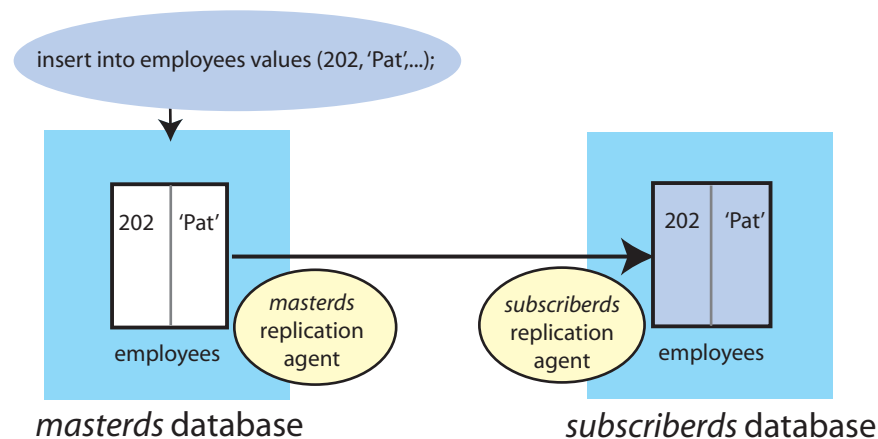 insert into employees values (202, ‘Pat’,...);
202 ‘Pat’
202 ‘Pat’
masterds
replication
agent
subscriberds
replication
agent
employees
employees
masterds database
subscriberds database